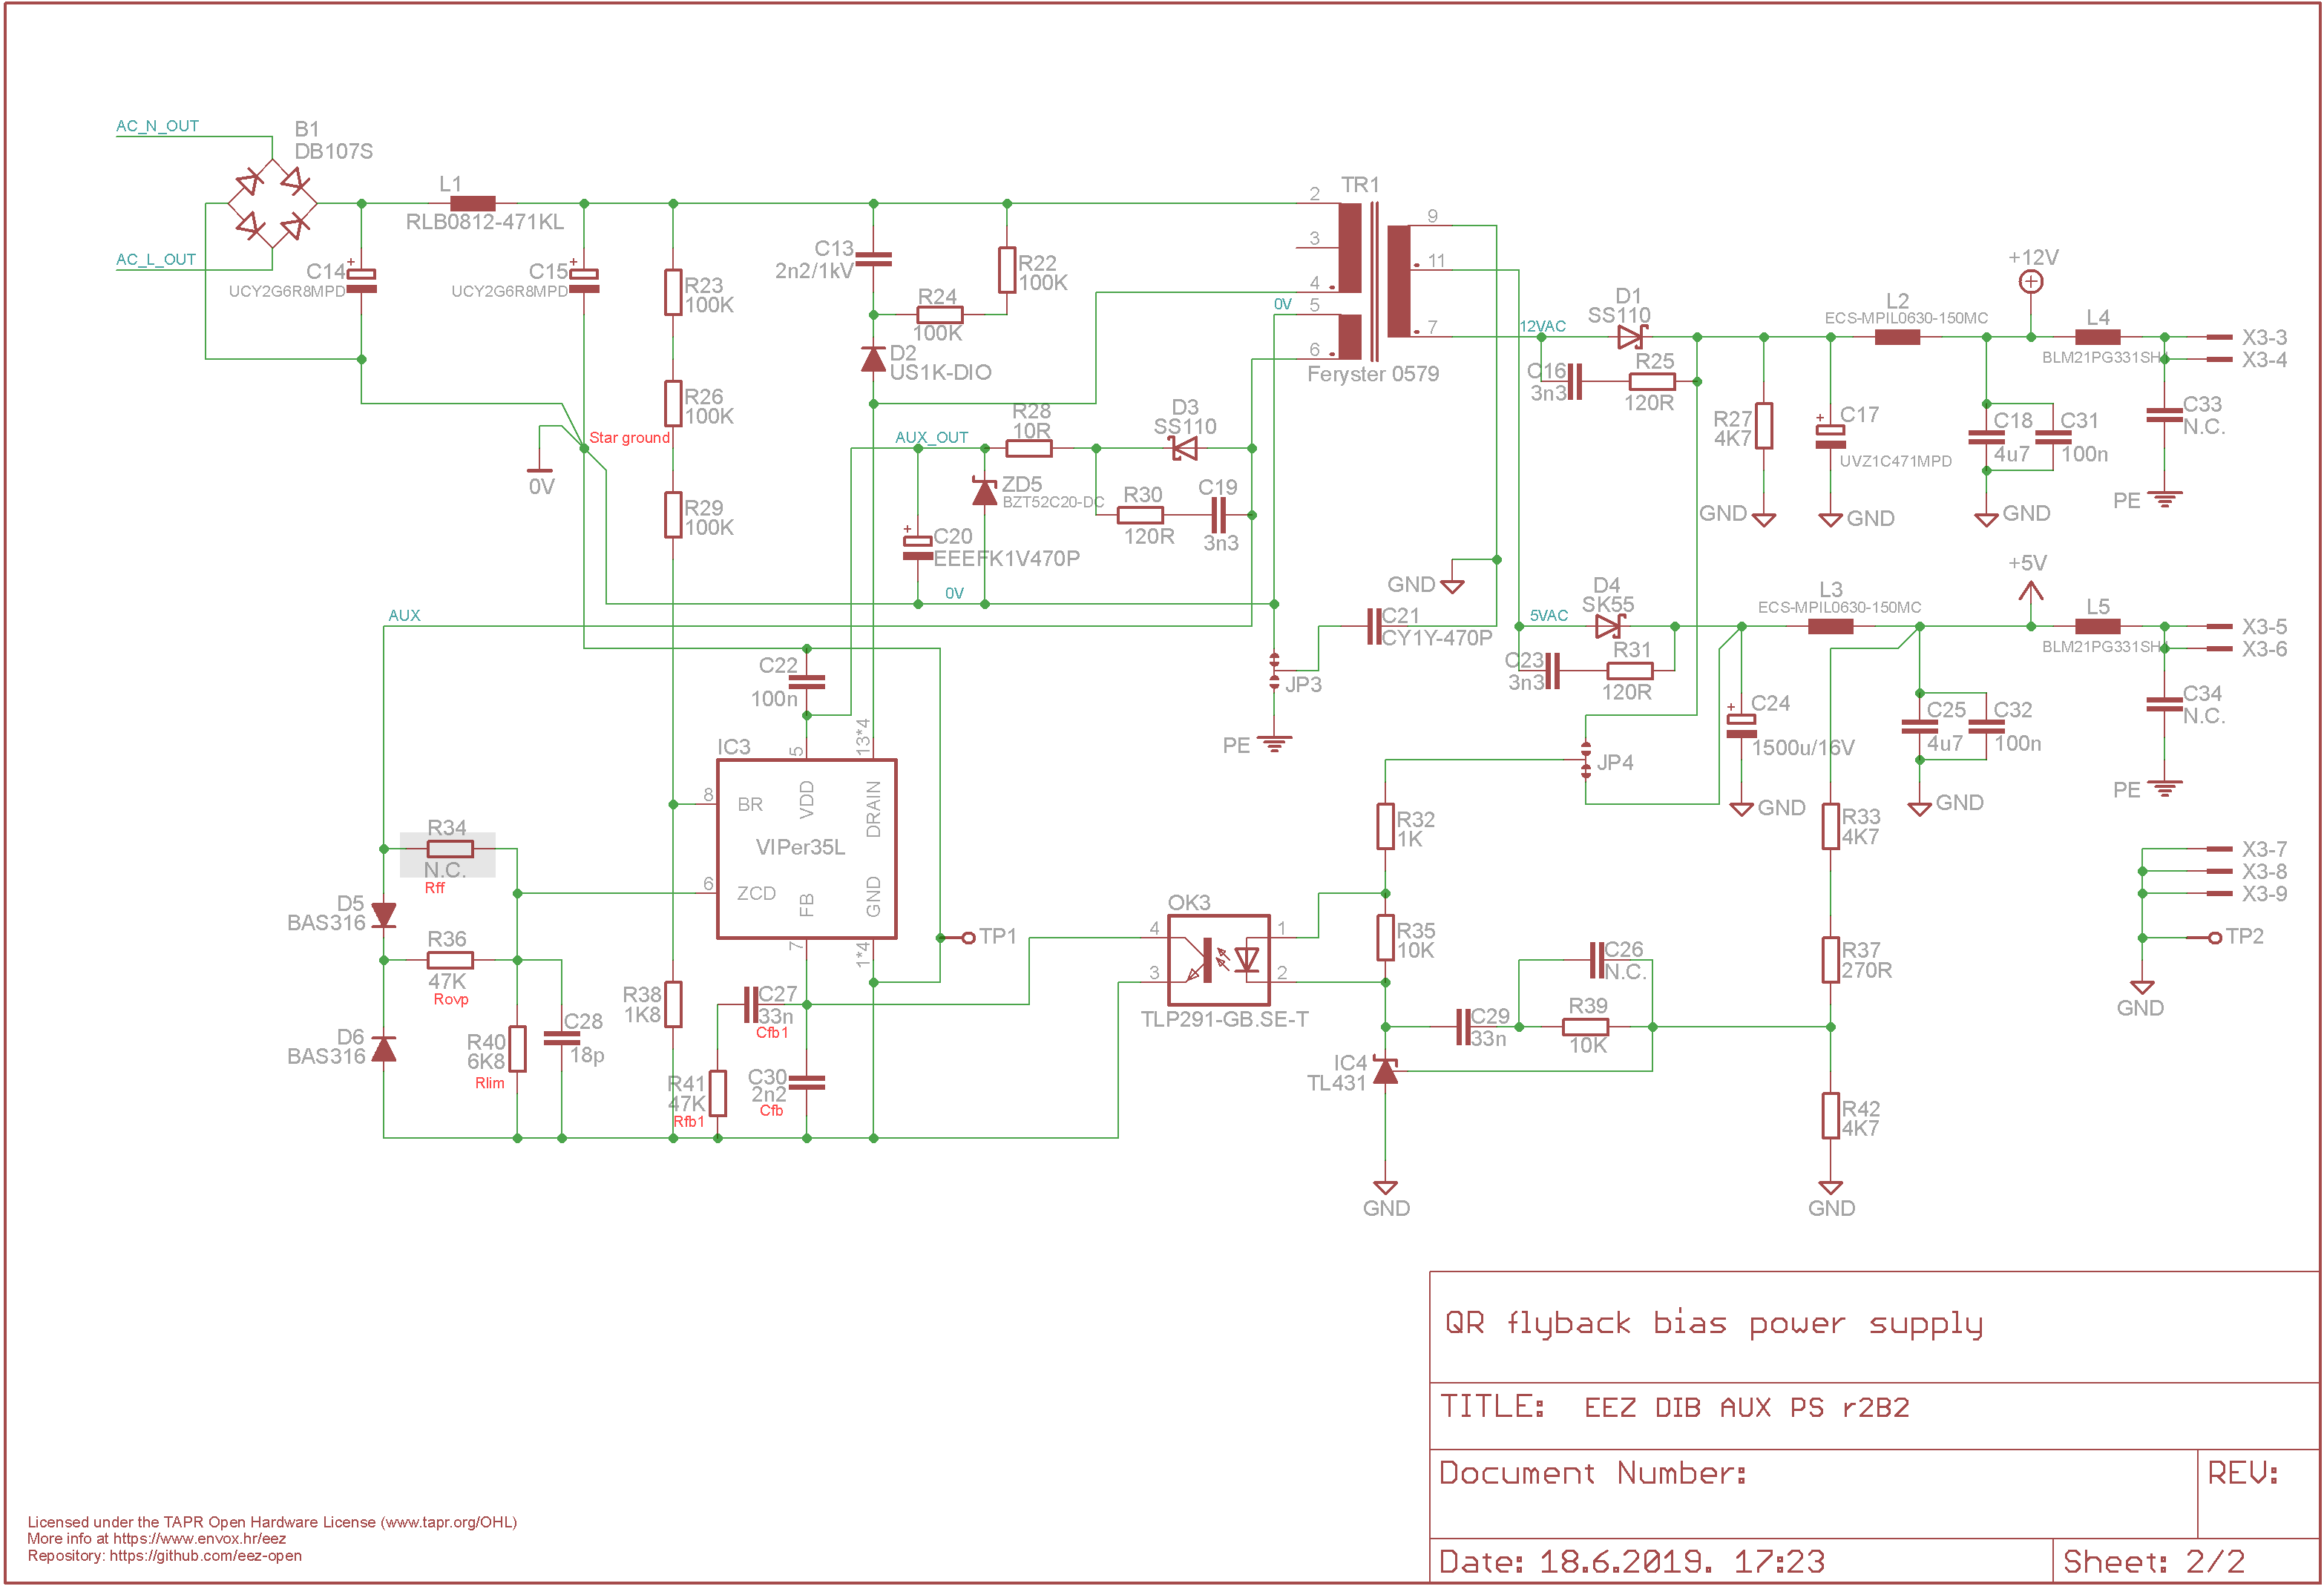 AC_N_OUT
B1
DB107S
AC_L_OUT
L1
RLB0812-471KL
C14
+
UCY2G6R8MPD
C15
+
UCY2G6R8MPD
R23
100K
R26
100K
R29
100K
C13
2n2/1kV
R22
100K
R24
100K
D2
US1K-DIO
2
3
4
5
6
0V
TR1
9
11
7
Feryster 0579
Star ground
0V
AUX_OUT
R28
10R
D3
SS110
ZD5
BZT52C20-DC
R30
120R
C19
3n3
+
C20
EEEFK1V470P
0V
AUX
12VAC
D1
SS110
C16
3n3
R25
120R
R27
4K7
GND
+
C17
UVZ1C471MPD
GND
L2
ECS-MPIL0630-150MC
+12V
C18
4u7
C31
100n
GND
L4
BLM21PG331SH1
X3-3
X3-4
C33
N.C.
PE
GND
C21
CY1Y-470P
JP3
PE
5VAC
D4
SK55
C23
3n3
R31
120R
L3
ECS-MPIL0630-150MC
+5V
L5
BLM21PG331SH1
X3-5
X3-6
+
C24
1500u/16V
GND
C25
4u7
C32
100n
GND
C34
N.C.
PE
JP4
C22
100n
IC3
5
13*4
8
BR
VDD
DRAIN
VIPer35L
6
ZCD
FB
GND
7
1*4
TP1
R34
N.C.
Rff
D5
BAS316
R36
47K
Rovp
D6
BAS316
R40
6K8
Rlim
C28
18p
R38
1K8
C27
33n
Cfb1
R41
47K
Rfb1
C30
2n2
Cfb
OK3
4
3
1
2
TLP291-GB.SE-T
R32
1K
R35
10K
C26
N.C.
C29
33n
R39
10K
IC4
TL431
GND
R33
4K7
R37
270R
R42
4K7
GND
X3-7
X3-8
X3-9
TP2
GND
QR flyback bias power supply
TITLE: EEZ DIB AUX PS r2B2
Document Number:
REV:
Date: 18.6.2019. 17:23
Sheet: 2/2
Licensed under the TAPR Open Hardware License (www.tapr.org/OHL)
More info at https://www.envox.hr/eez
Repository: https://github.com/eez-open